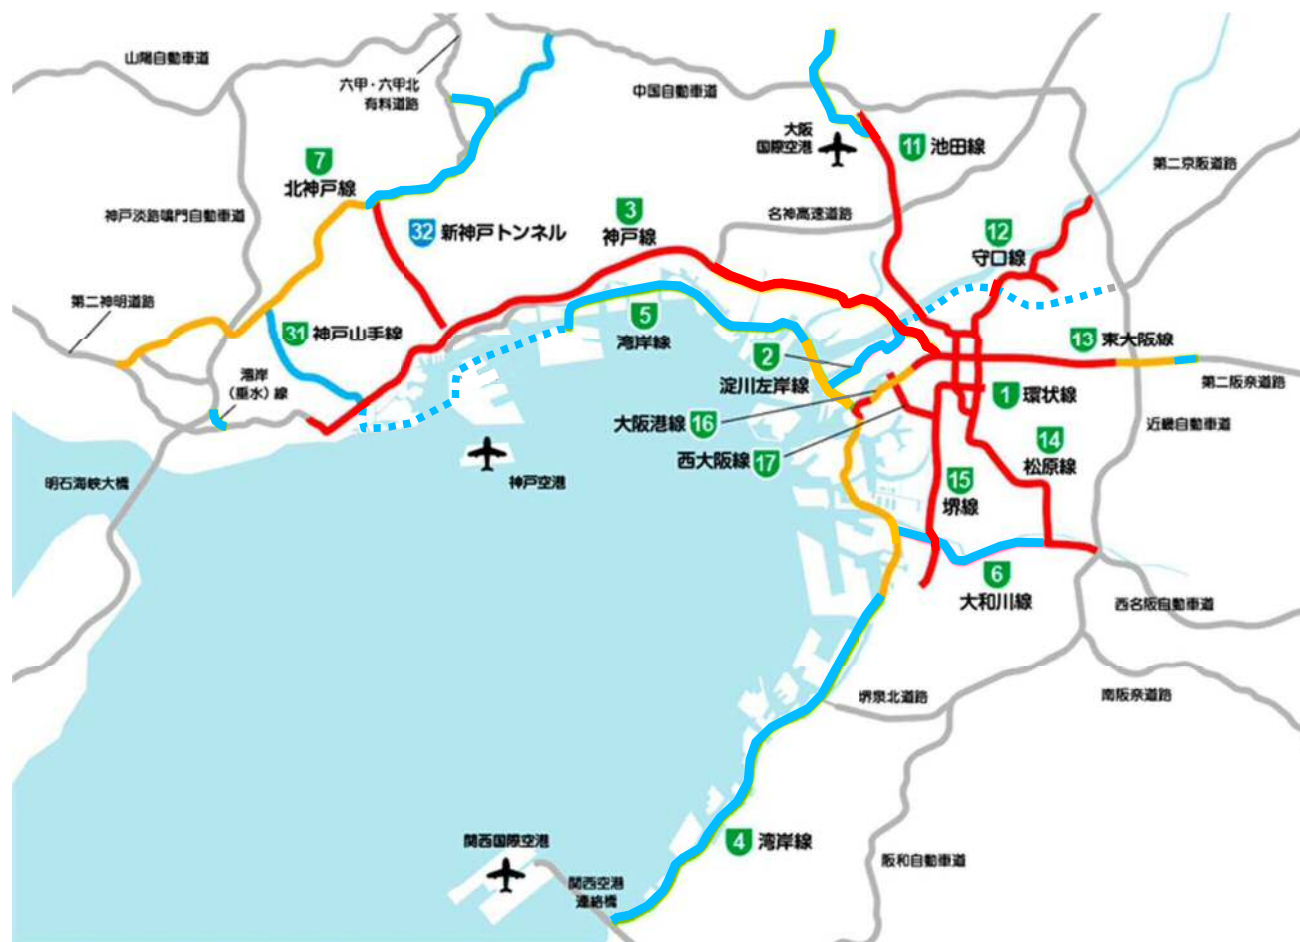 山陽自動車道
六甲・六甲北
有料道路
中国自動車道
大阪
国際空港
11 池田線
第二京阪道路
7
北神戸線
神戸淡路鳴門自動車道
32 新神戸トンネル
3
神戸線
名神高速道路
12
守口線
第二神明道路
31 神戸山手線
5
湾岸線
2
淀川左岸線
13 東大阪線
第二阪奈道路
湾岸
（垂水）線
1 環状線
大阪港線 16
近畿自動車道
西大阪線 17
14
松原線
明石海峡大橋
神戸空港
15
堺線
6
大和川線
西名阪自動車道
堺泉北道路
南阪奈道路
4 湾岸線
関西国際空港
関西空港
連絡橋
阪和自動車道